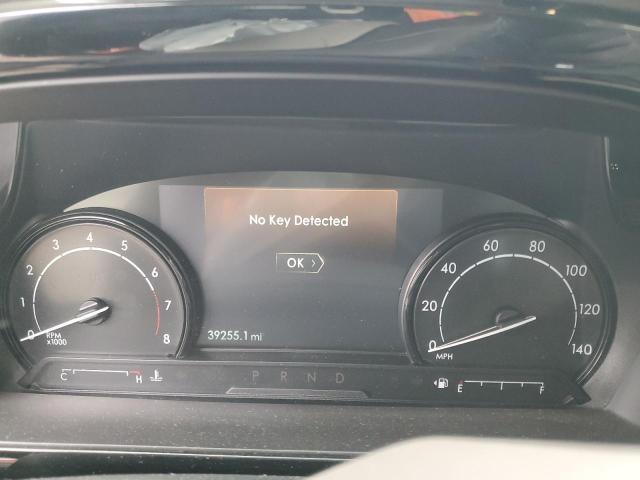 No Key Detected
OK
39255.1 mi
0 1 2 3 4 5 6 7 8
RPM
x1000
0 20 40 60 80 100 120 140
MPH
C H
P R N D
E F